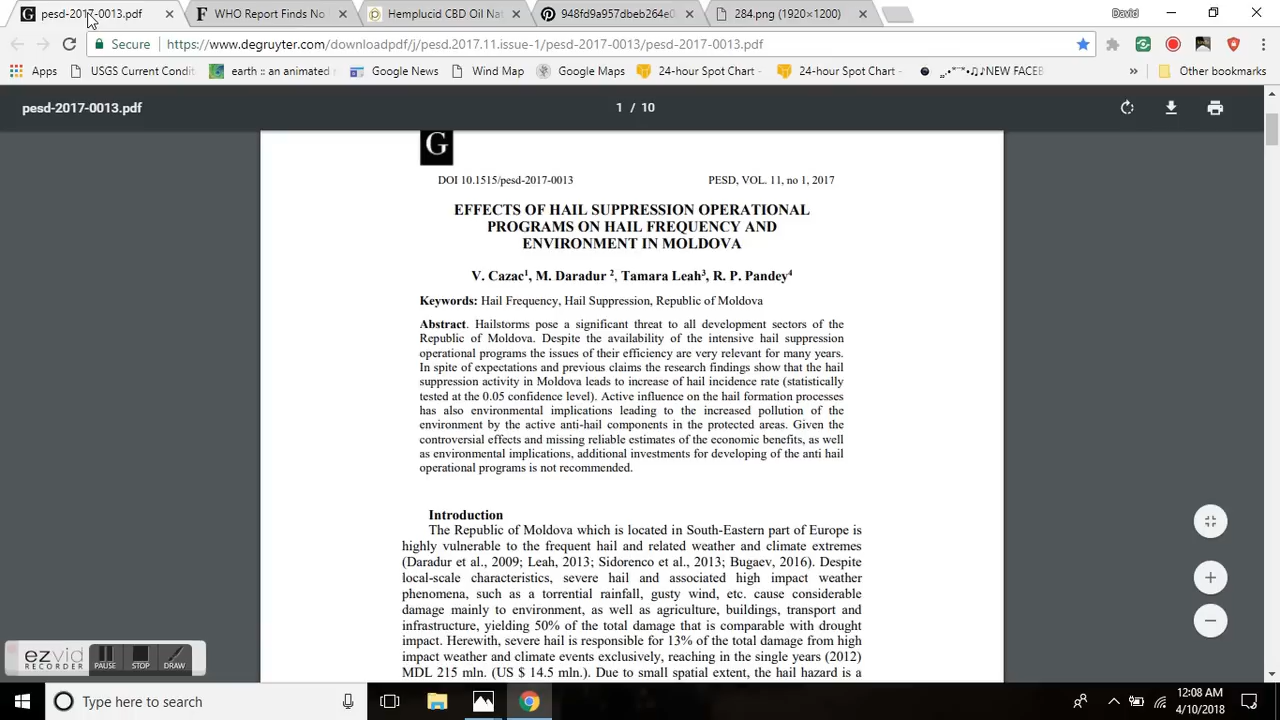 pesd-2017-0013.pdf
WHO Report Finds No
Hemplucid CBD Oil Nat
948fd9a957dbeb264e0
284.png (1920×1200)
David
Secure
https://www.degruyter.com/downloadpdf/j/pesd.2017.11.issue-1/pesd-2017-0013/pesd-2017-0013.pdf
Apps
USGS Current Condit
earth :: an animated
Google News
Wind Map
Google Maps
24-hour Spot Chart -
24-hour Spot Chart -
NEW FACEB
Other bookmarks
pesd-2017-0013.pdf
1 / 10
G
DOI 10.1515/pesd-2017-0013
PESD, VOL. 11, no 1, 2017
EFFECTS OF HAIL SUPPRESSION OPERATIONAL
PROGRAMS ON HAIL FREQUENCY AND
ENVIRONMENT IN MOLDOVA
V. Cazac¹, M. Daradur ², Tamara Leah³, R. P. Pandey⁴
Keywords: Hail Frequency, Hail Suppression, Republic of Moldova
Abstract. Hailstorms pose a significant threat to all development sectors of the
Republic of Moldova. Despite the availability of the intensive hail suppression
operational programs the issues of their efficiency are very relevant for many years.
In spite of expectations and previous claims the research findings show that the hail
suppression activity in Moldova leads to increase of hail incidence rate (statistically
tested at the 0.05 confidence level). Active influence on the hail formation processes
has also environmental implications leading to the increased pollution of the
environment by the active anti-hail components in the protected areas. Given the
controversial effects and missing reliable estimates of the economic benefits, as well
as environmental implications, additional investments for developing of the anti hail
operational programs is not recommended.
Introduction
The Republic of Moldova which is located in South-Eastern part of Europe is
highly vulnerable to the frequent hail and related weather and climate extremes
(Daradur et al., 2009; Leah, 2013; Sidorenco et al., 2013; Bugaev, 2016). Despite
local-scale characteristics, severe hail and associated high impact weather
phenomena, such as a torrential rainfall, gusty wind, etc. cause considerable
damage mainly to environment, as well as agriculture, buildings, transport and
infrastructure, yielding 50% of the total damage that is comparable with drought
impact. Herewith, severe hail is responsible for 13% of the total damage from high
impact weather and climate events exclusively, reaching in the single years (2012)
MDL 215 mln. (US $ 14.5 mln.). Due to small spatial extent, the hail hazard is a
ezvid
RECORDER
PAUSE
STOP
DRAW
Type here to search
12:08 AM
4/10/2018